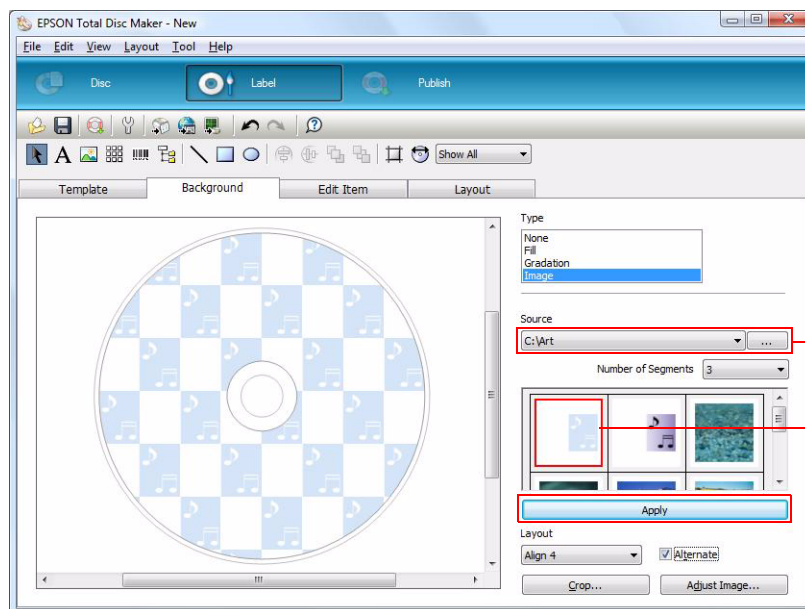 EPSON Total Disc Maker - New
File Edit View Layout Tool Help
Disc Label Publish
A Show All
Template Background Edit Item Layout
Type
None
Fill
Gradation
Image
Source
C:\Art ...
Number of Segments 3
Apply
Layout
Align 4 Alternate
Crop... Adjust Image...